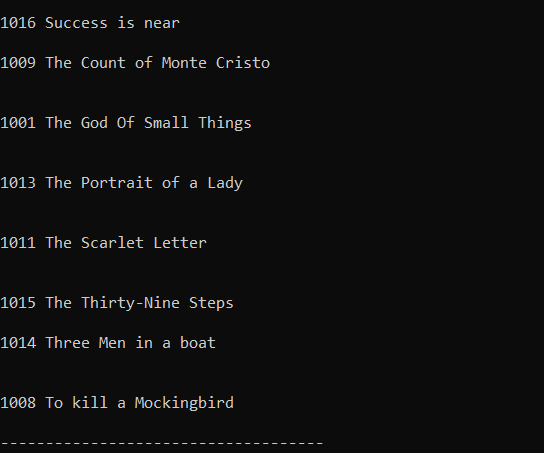 1016 Success is near
1009 The Count of Monte Cristo
1001 The God Of Small Things
1013 The Portrait of a Lady
1011 The Scarlet Letter
1015 The Thirty-Nine Steps
1014 Three Men in a boat
1008 To kill a Mockingbird
------------------------------------